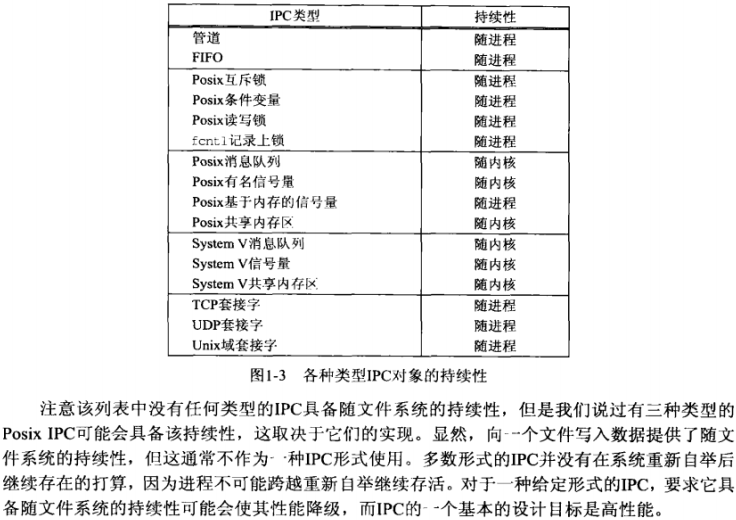 IPC类型 持续性
管道 随进程
FIFO 随进程
Posix互斥锁 随进程
Posix条件变量 随进程
Posix读写锁 随进程
fcntl记录上锁 随进程
Posix消息队列 随内核
Posix有名信号量 随内核
Posix基于内存的信号量 随进程
Posix共享内存区 随内核
System V消息队列 随内核
System V信号量 随内核
System V共享内存区 随内核
TCP套接字 随进程
UDP套接字 随进程
Unix域套接字 随进程
图1-3 各种类型IPC对象的持续性
注意该列表中没有任何类型的IPC具备随文件系统的持续性，但是我们说过有三种类型的
Posix IPC可能会具备该持续性，这取决于它们的实现。显然，向一个文件写入数据提供了随文
件系统的持续性，但这通常不作为一种IPC形式使用。多数形式的IPC并没有在系统重新自举后
继续存在的打算，因为进程不可能跨越重新自举继续存活。对于一种给定形式的IPC，要求它具
备随文件系统的持续性可能会使其性能降级，而IPC的一个基本的设计目标是高性能。